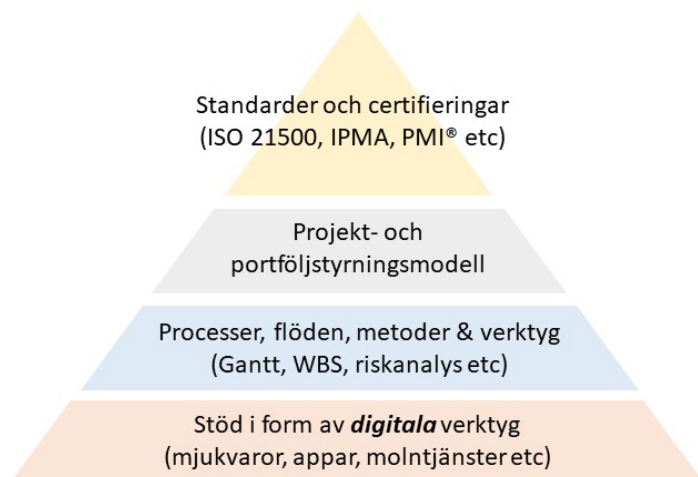 Standarder och certifieringar
(ISO 21500, IPMA, PMI® etc)
Projekt- och
portföljstyrningsmodell
Processer, flöden, metoder & verktyg
(Gantt, WBS, riskanalys etc)
Stöd i form av digitala verktyg
(mjukvaror, appar, molntjänster etc)